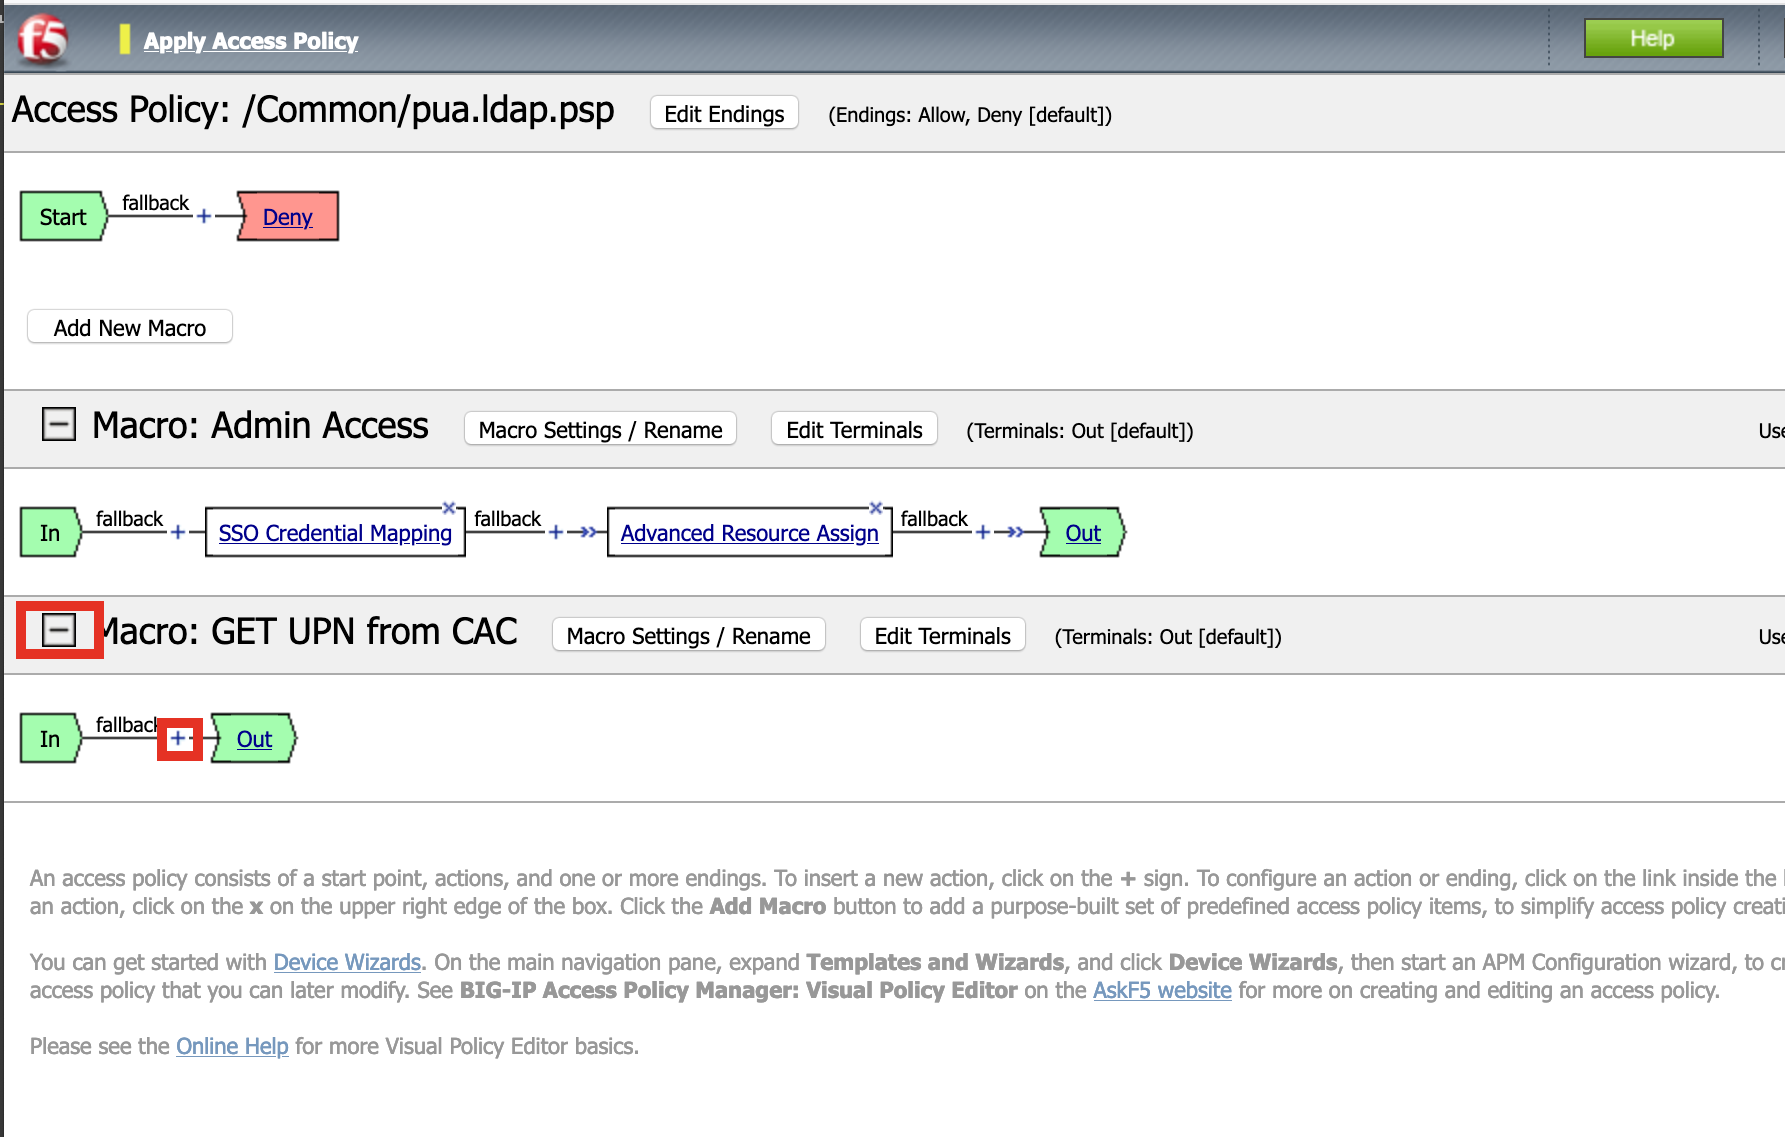 f5 Apply Access Policy Help
Access Policy: /Common/pua.ldap.psp Edit Endings (Endings: Allow, Deny [default])
Start fallback + Deny
Add New Macro
Macro: Admin Access Macro Settings / Rename Edit Terminals (Terminals: Out [default])
In fallback + SSO Credential Mapping x fallback + Advanced Resource Assign x fallback + Out
Macro: GET UPN from CAC Macro Settings / Rename Edit Terminals (Terminals: Out [default])
In fallback + Out
An access policy consists of a start point, actions, and one or more endings. To insert a new action, click on the + sign. To configure an action or ending, click on the link inside the
an action, click on the x on the upper right edge of the box. Click the Add Macro button to add a purpose-built set of predefined access policy items, to simplify access policy
You can get started with Device Wizards. On the main navigation pane, expand Templates and Wizards, and click Device Wizards, then start an APM Configuration wizard, to
access policy that you can later modify. See BIG-IP Access Policy Manager: Visual Policy Editor on the AskF5 website for more on creating and editing an access policy.
Please see the Online Help for more Visual Policy Editor basics.